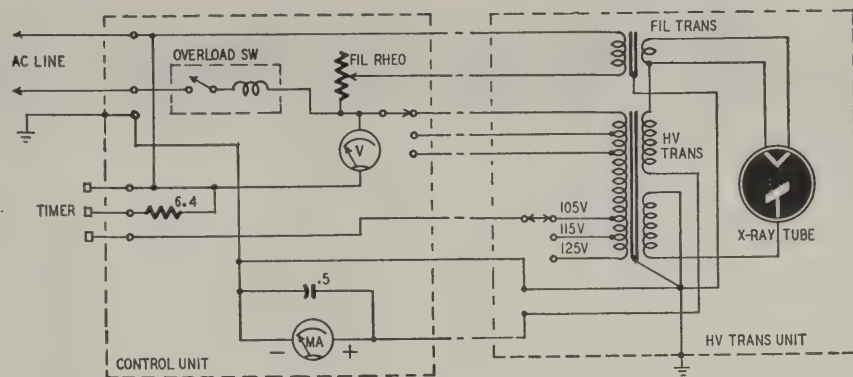 AC LINE
OVERLOAD SW
FIL RHEO
FIL TRANS
V
HV
TRANS
TIMER
6.4
105V
115V
125V
X-RAY TUBE
.5
MA
- +
CONTROL UNIT
HV TRANS UNIT